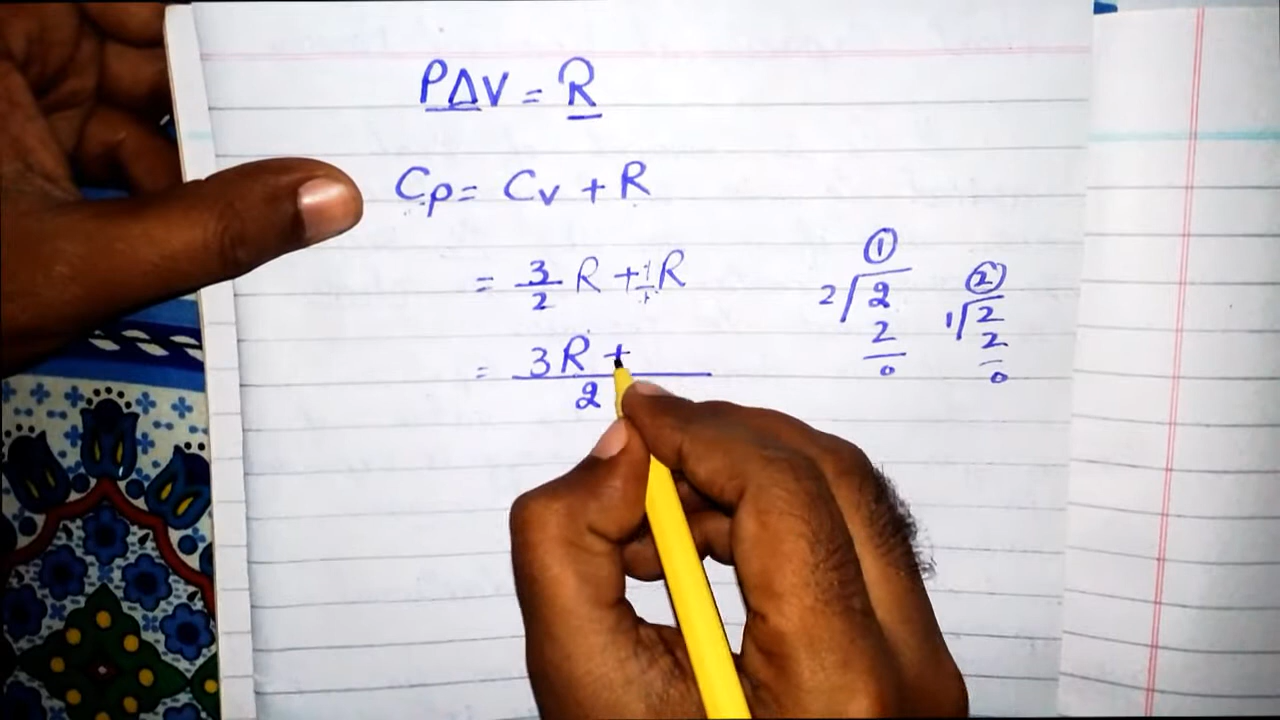 PΔV = R
Cp = Cv + R
= 3/2 R + 1/1 R
= 3R + / 2
①
2√2
2
0
②
1√2
2
0